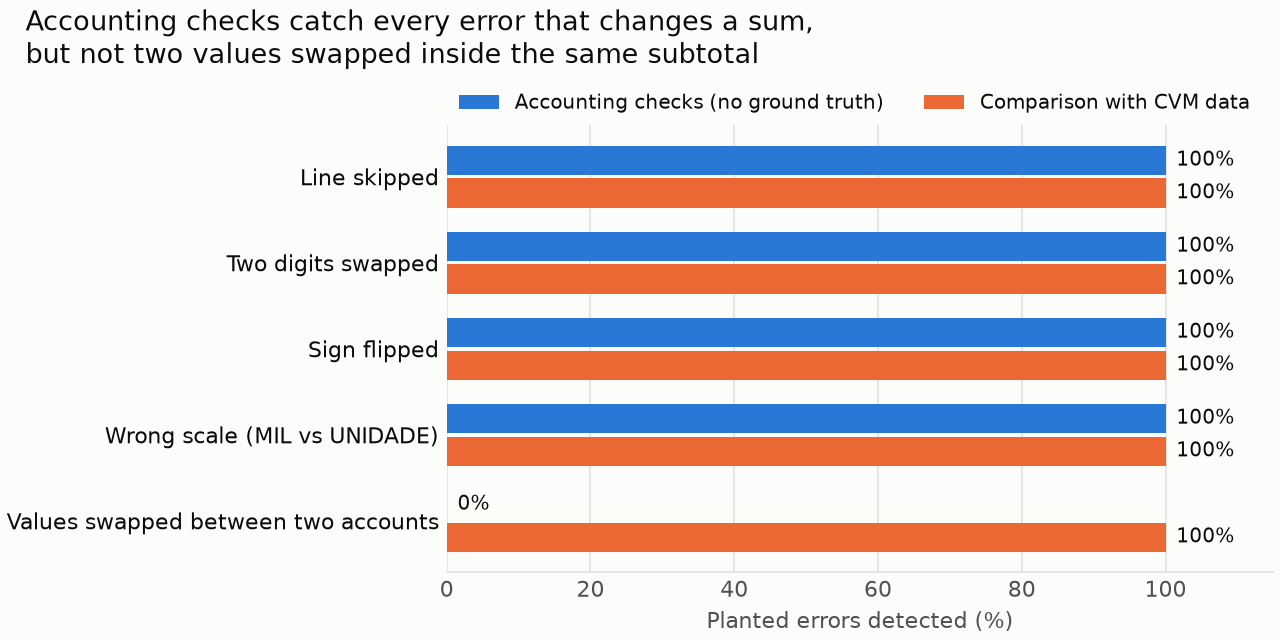 Accounting checks catch every error that changes a sum,
but not two values swapped inside the same subtotal
Accounting checks (no ground truth)
Comparison with CVM data
Line skipped
100%
100%
Two digits swapped
100%
100%
Sign flipped
100%
100%
Wrong scale (MIL vs UNIDADE)
100%
100%
Values swapped between two accounts
0%
100%
0 20 40 60 80 100
Planted errors detected (%)